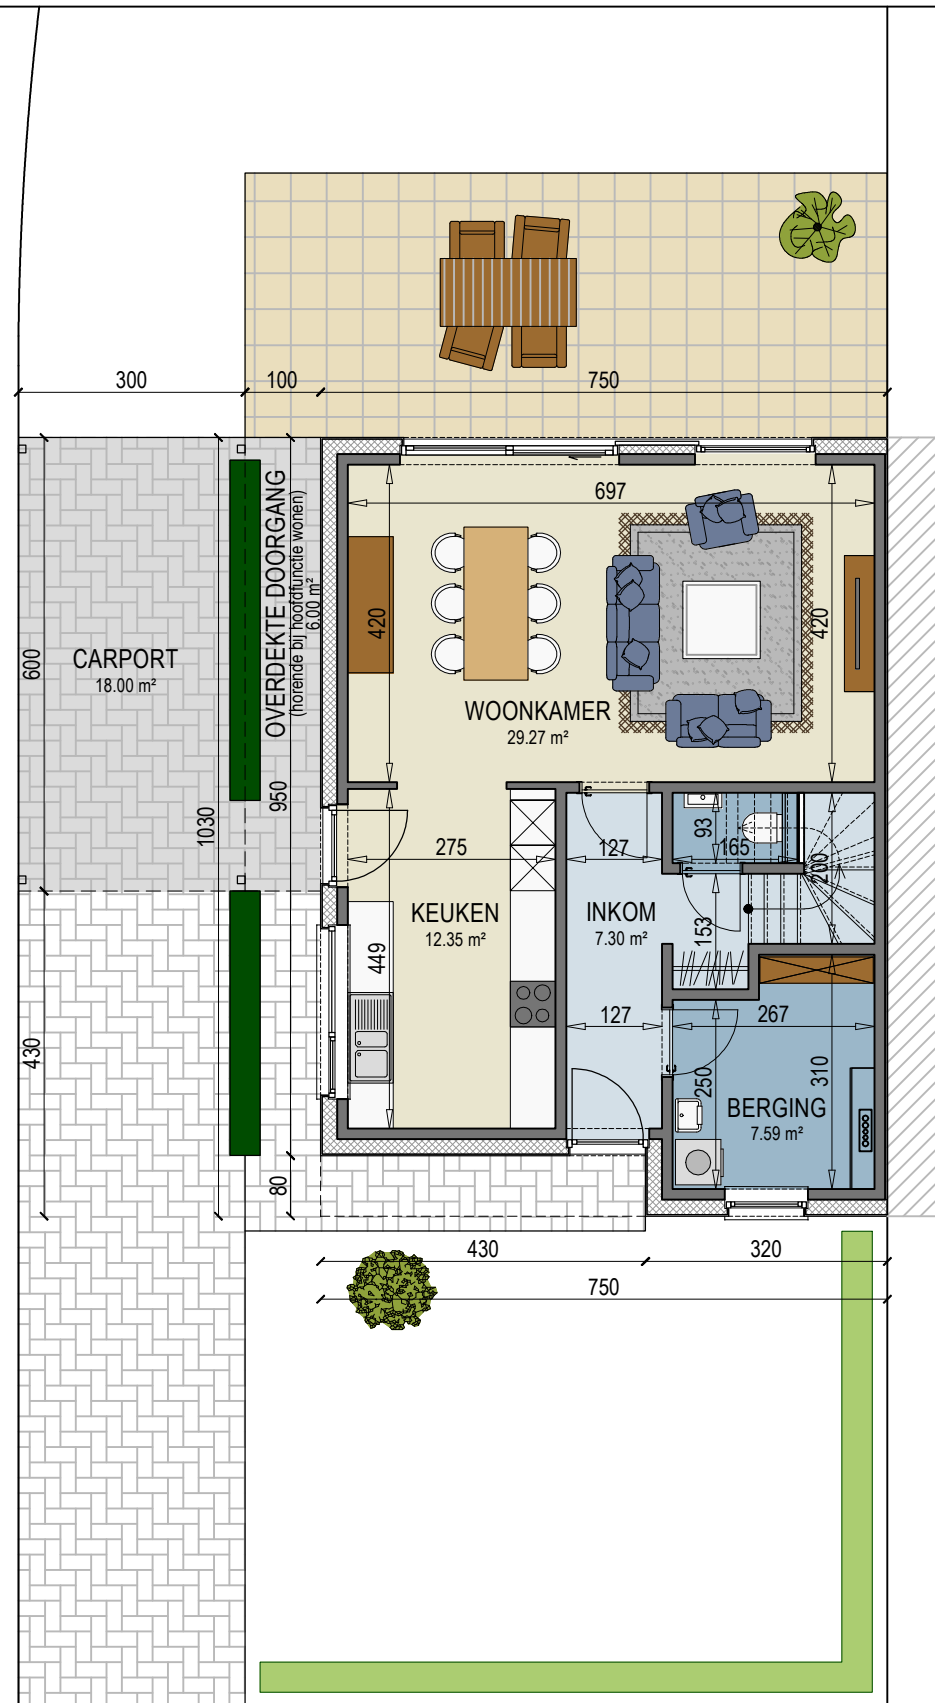 300
100
750
697
420
420
OVERDEKTE DOORGANG
(horende bij hoofdfunctie wonen)
6.00 m²
600
CARPORT
18.00 m²
WOONKAMER
29.27 m²
950
1030
275
127
93
165
200
KEUKEN
12.35 m²
INKOM
7.30 m²
153
449
127
267
430
250
310
BERGING
7.59 m²
80
430
320
750